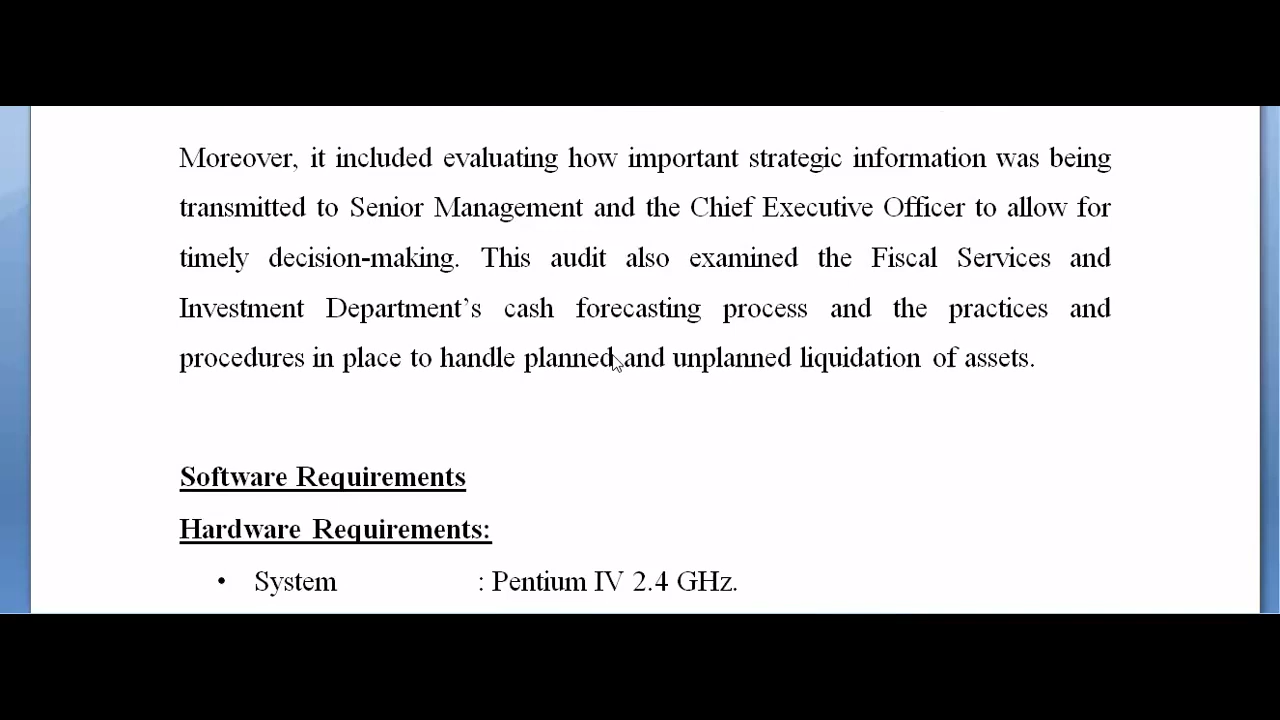 Moreover, it included evaluating how important strategic information was being
transmitted to Senior Management and the Chief Executive Officer to allow for
timely decision-making. This audit also examined the Fiscal Services and
Investment Department’s cash forecasting process and the practices and
procedures in place to handle planned and unplanned liquidation of assets.
Software Requirements
Hardware Requirements:
• System : Pentium IV 2.4 GHz.